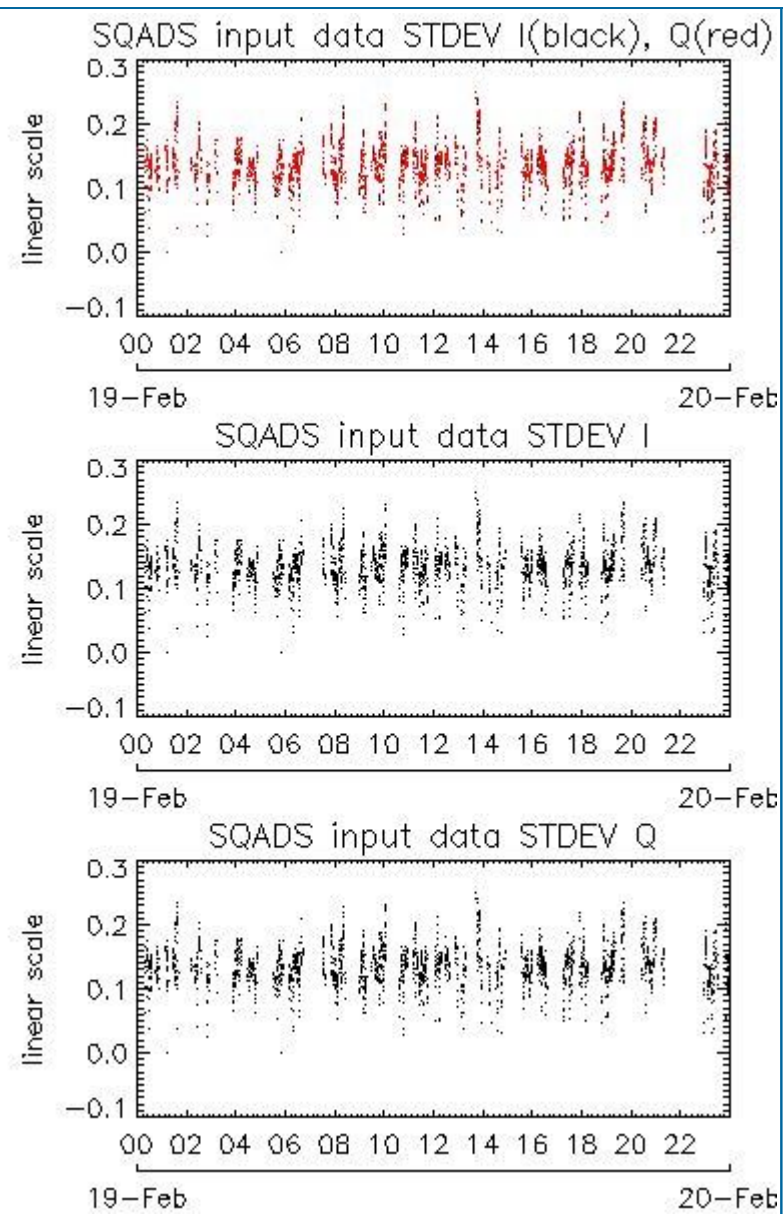 SQADS input data STDEV I(black), Q(red)
0.3
0.2
0.1
0.0
-0.1
linear scale
00 02 04 06 08 10 12 14 16 18 20 22
19-Feb 20-Feb
SQADS input data STDEV I
0.3
0.2
0.1
0.0
-0.1
linear scale
00 02 04 06 08 10 12 14 16 18 20 22
19-Feb 20-Feb
SQADS input data STDEV Q
0.3
0.2
0.1
0.0
-0.1
linear scale
00 02 04 06 08 10 12 14 16 18 20 22
19-Feb 20-Feb